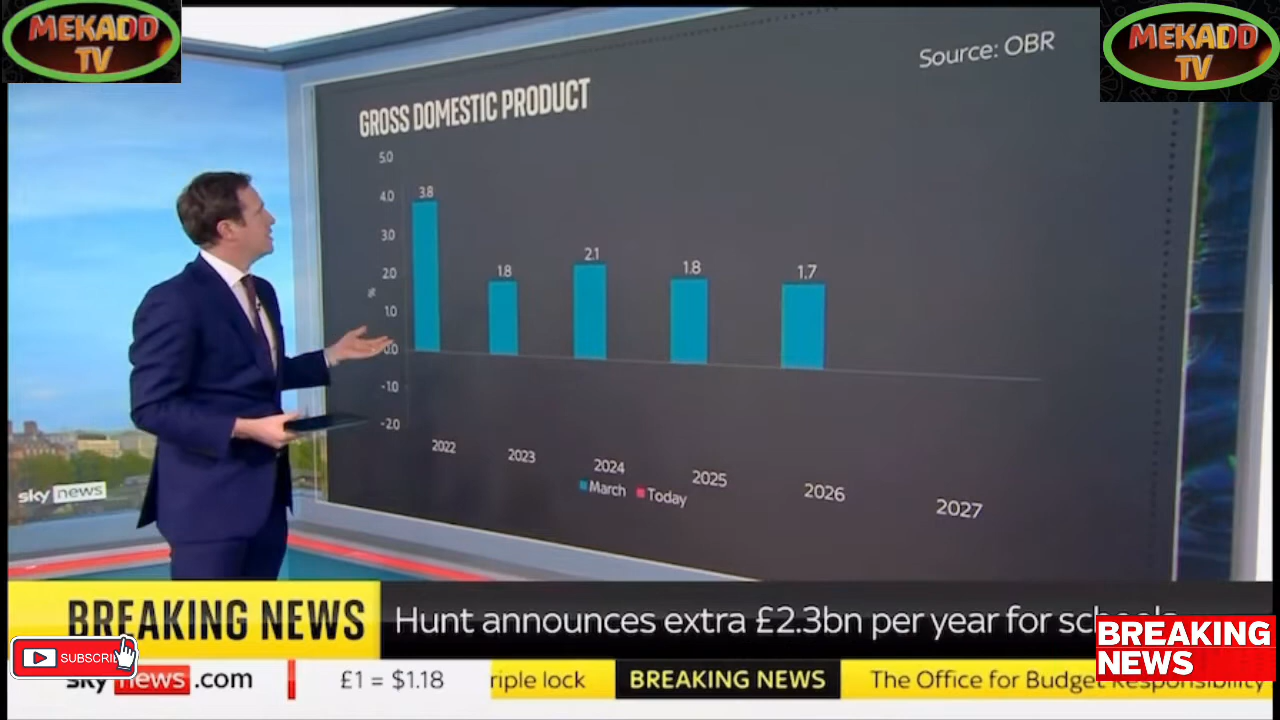 MEKADD
TV
MEKADD
TV
Source: OBR
GROSS DOMESTIC PRODUCT
5.0
4.0
3.0
2.0
%
1.0
0.0
-1.0
-2.0
3.8
1.8
2.1
1.8
1.7
2022
2023
2024
2025
2026
2027
March Today
sky news
BREAKING NEWS
Hunt announces extra £2.3bn per year for schools
BREAKING
NEWS
SUBSCRI
sky news .com
£1 = $1.18
riple lock
BREAKING NEWS
The Office for Budget Responsibility